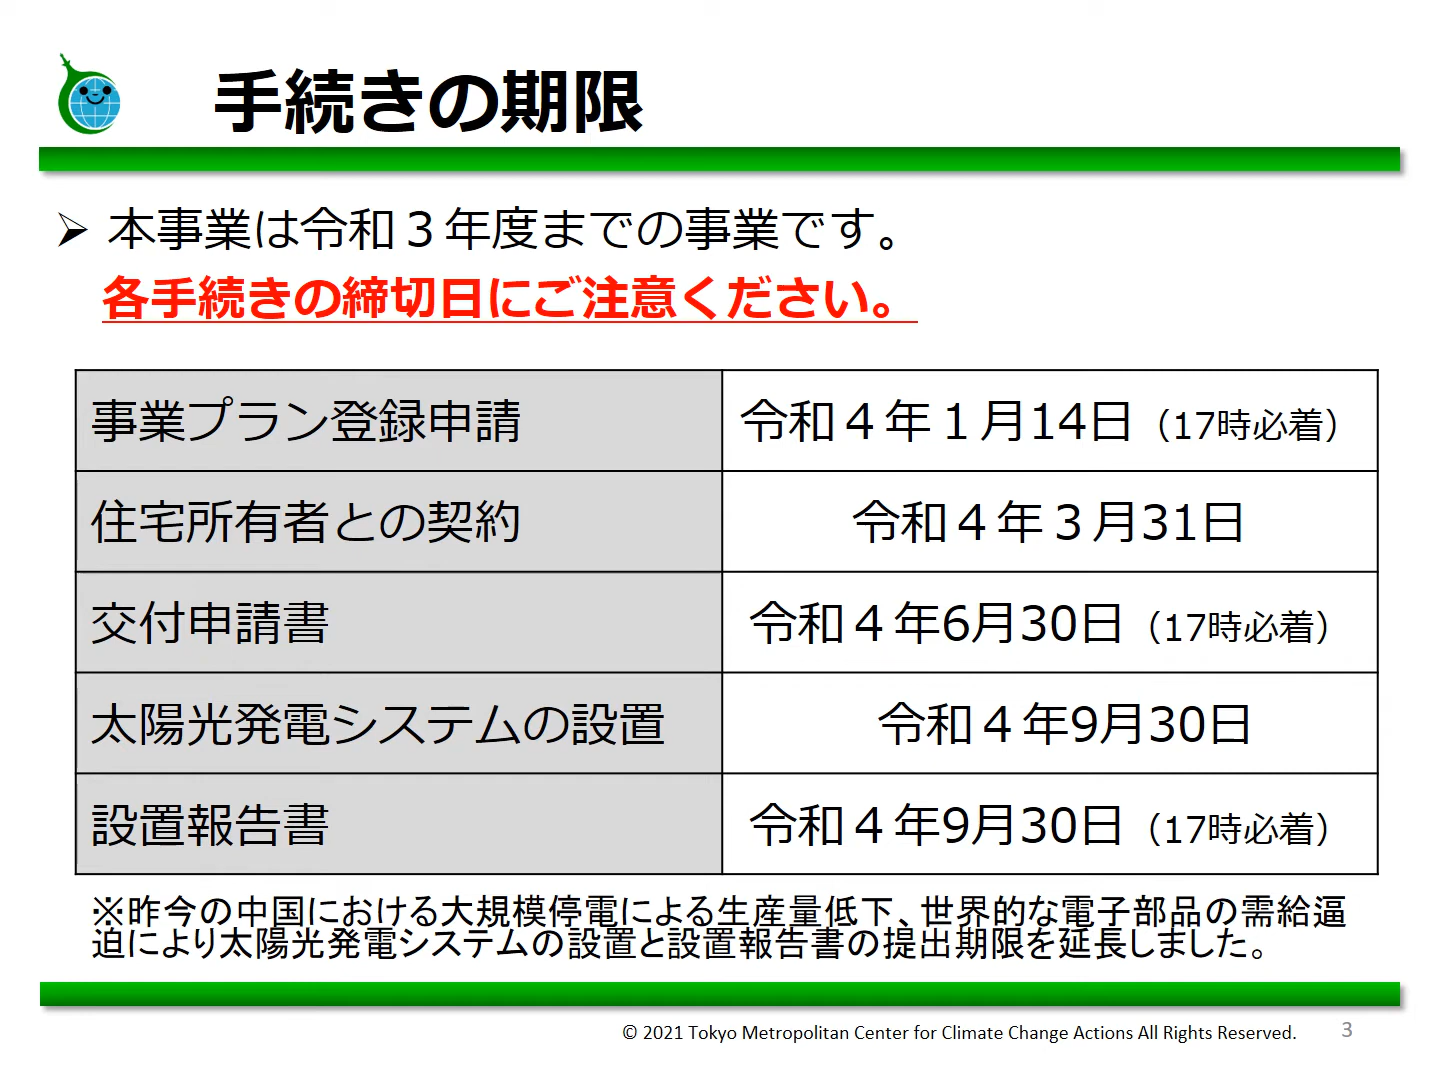 手続きの期限
➢ 本事業は令和３年度までの事業です。
各手続きの締切日にご注意ください。
事業プラン登録申請 令和４年１月14日（17時必着）
住宅所有者との契約 令和４年３月31日
交付申請書 令和４年6月30日（17時必着）
太陽光発電システムの設置 令和４年9月30日
設置報告書 令和４年9月30日（17時必着）
※昨今の中国における大規模停電による生産量低下、世界的な電子部品の需給逼
迫により太陽光発電システムの設置と設置報告書の提出期限を延長しました。
© 2021 Tokyo Metropolitan Center for Climate Change Actions All Rights Reserved. 3